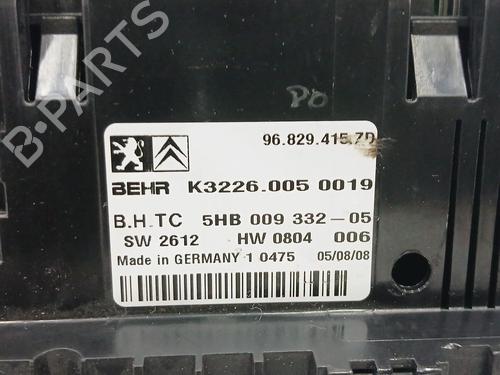 B-PARTS
PO
96.829.415.ZD
BEHR K3226.005 0019
B.H.TC 5HB 009 332-05
SW 2612 HW 0804 006
Made in GERMANY 1 0475 05/08/08